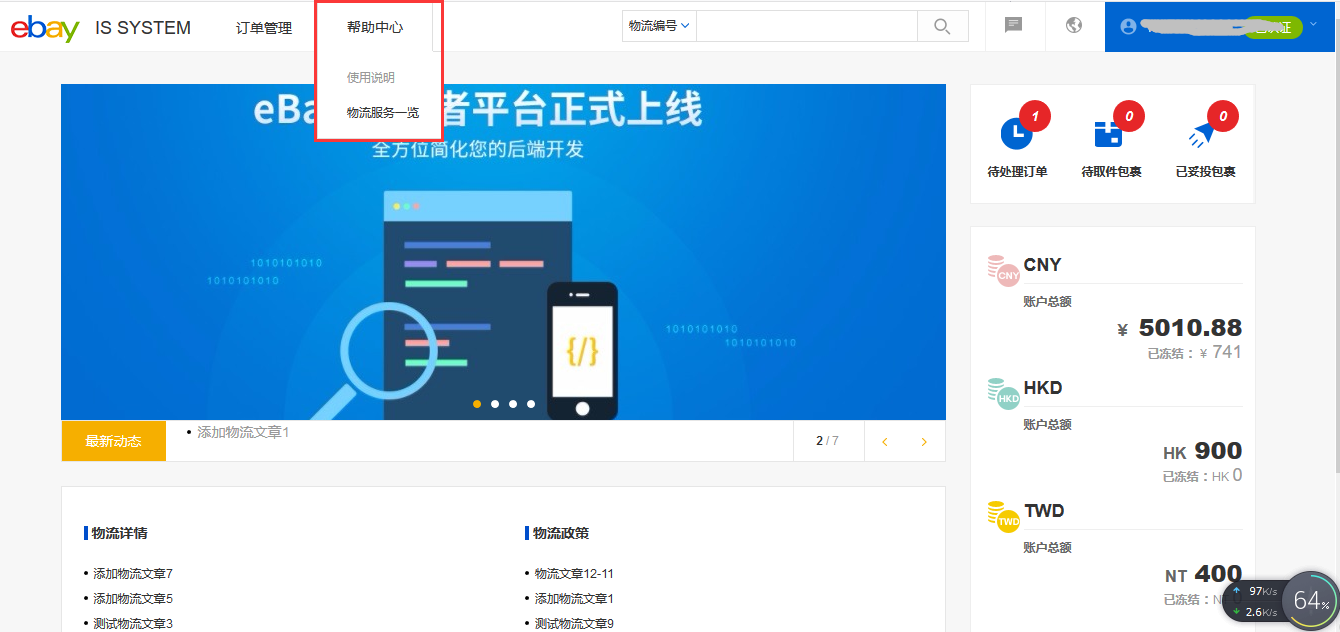 ebay IS SYSTEM 订单管理 帮助中心 物流编号
证
使用说明
物流服务一览
eBa 者平台正式上线
全方位简化您的后端开发
1010101010
1010101010
1010101010
1010101010
{/}
最新动态
添加物流文章1
2 / 7
1 0 0
待处理订单 待取件包裹 已妥投包裹
CNY CNY
账户总额
¥ 5010.88
已冻结：¥ 741
HKD HKD
账户总额
HK 900
已冻结：HK 0
TWD TWD
账户总额
NT 400
已冻结：
97K/s
2.6K/s
64%
物流详情
添加物流文章7
添加物流文章5
测试物流文章3
物流政策
物流文章12-11
添加物流文章1
测试物流文章9